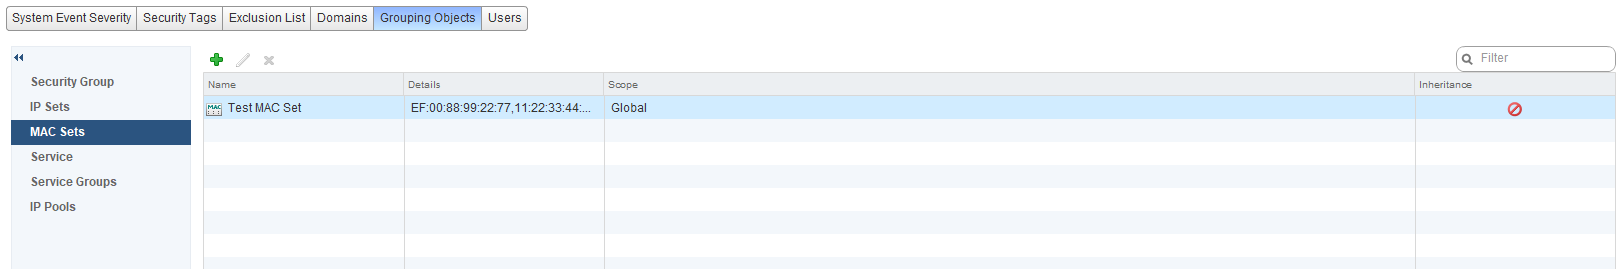 System Event Severity Security Tags Exclusion List Domains Grouping Objects Users
Filter
Security Group
IP Sets
MAC Sets
Service
Service Groups
IP Pools
Name Details Scope Inheritance
MAC Test MAC Set EF:00:88:99:22:77,11:22:33:44:... Global